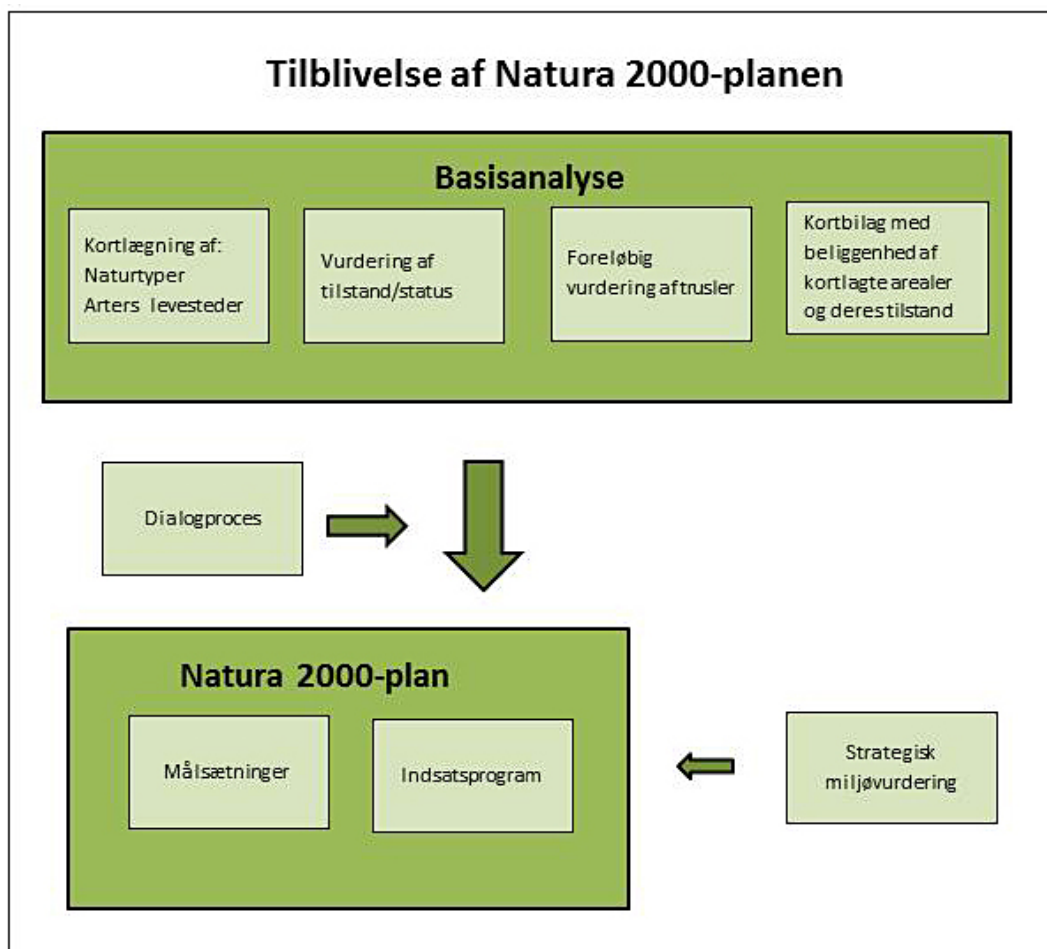 Tilblivelse af Natura 2000-planen
Basisanalyse
Kortlægning af:
Naturtyper
Arters levesteder
Vurdering af
tilstand/status
Foreløbig
vurdering af trusler
Kortbilag med
beliggenhed af
kortlagte arealer
og deres tilstand
Dialogproces
Natura 2000-plan
Målsætninger
Indsatsprogram
Strategisk
miljøvurdering